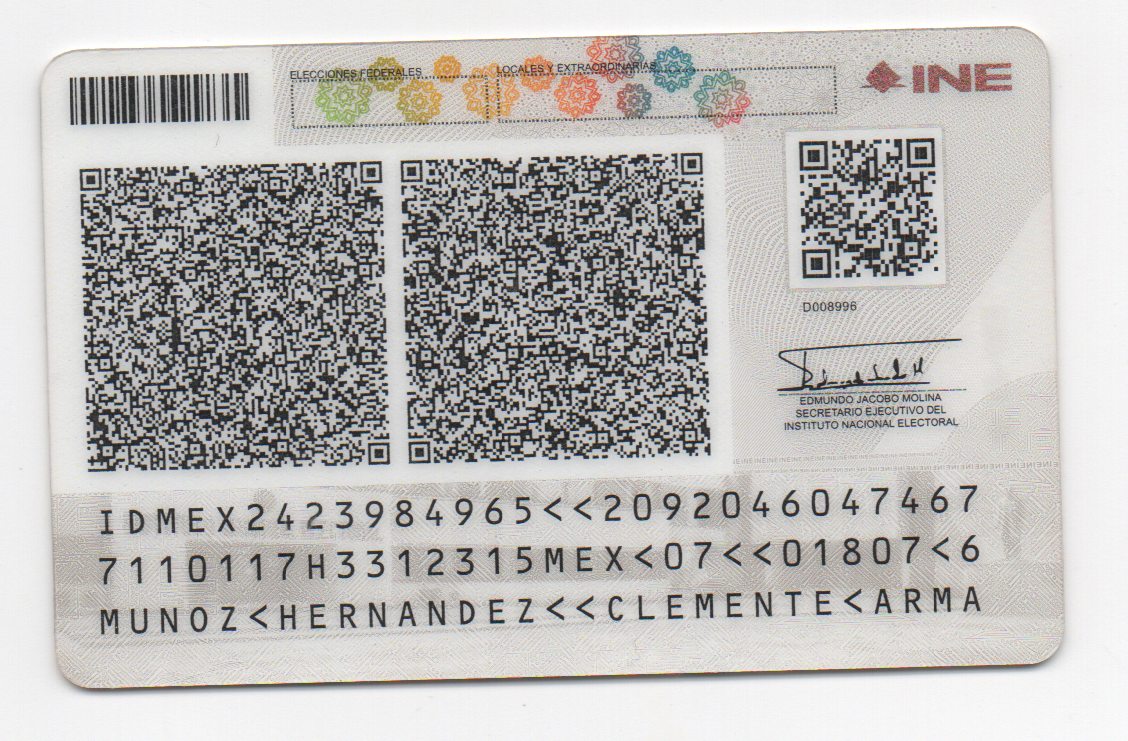 ELECCIONES FEDERALES
LOCALES Y EXTRAORDINARIAS
INE
D008996
EDMUNDO JACOBO MOLINA
SECRETARIO EJECUTIVO DEL
INSTITUTO NACIONAL ELECTORAL
IDMEX2423984965<<2092046047467
7110117H3312315MEX<07<<01807<6
MUNOZ<HERNANDEZ<<CLEMENTE<ARMA